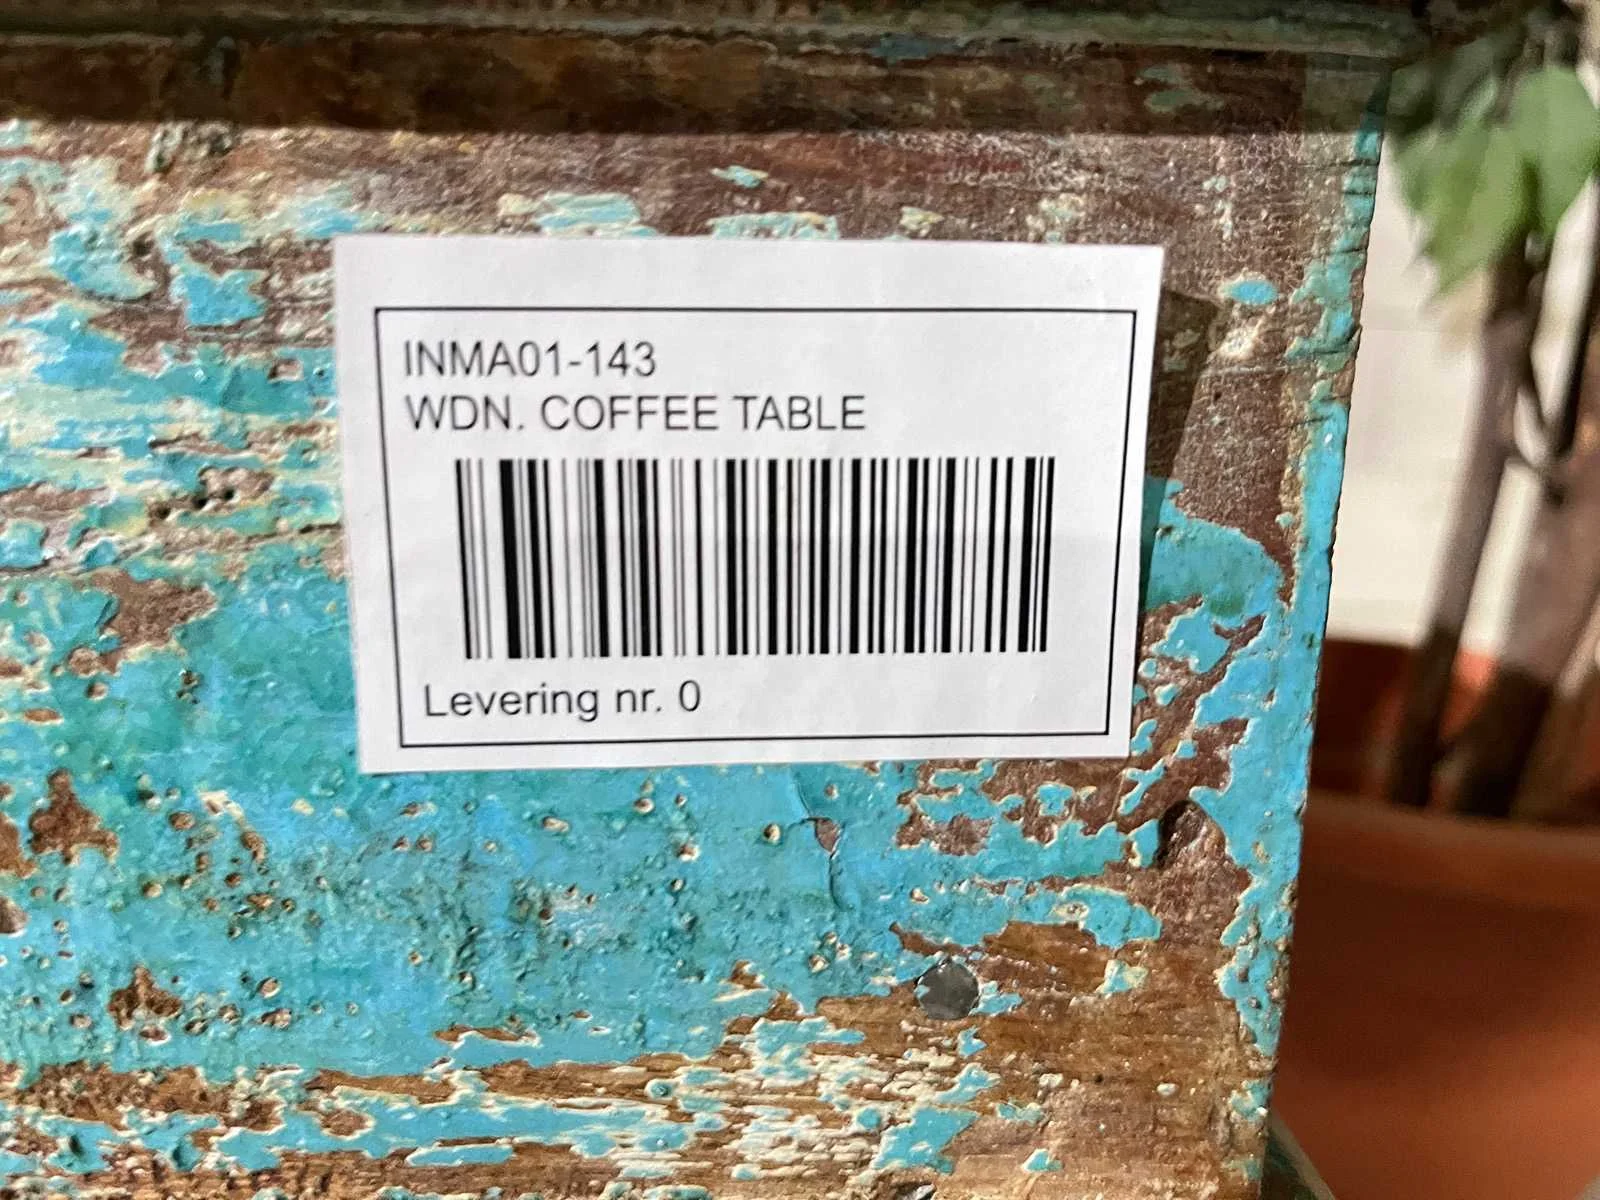 INMA01-143
WDN. COFFEE TABLE
Levering nr. 0